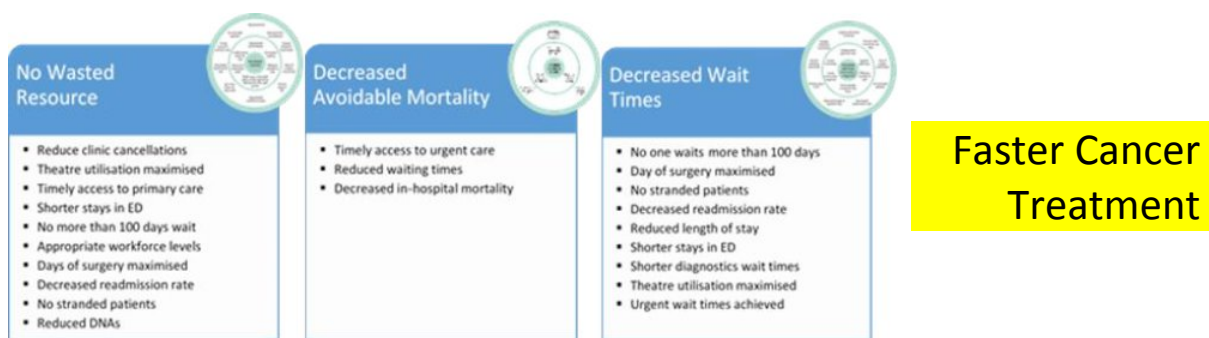 No Wasted
Resource
▪ Reduce clinic cancellations
▪ Theatre utilisation maximised
▪ Timely access to primary care
▪ Shorter stays in ED
▪ No more than 100 days wait
▪ Appropriate workforce levels
▪ Days of surgery maximised
▪ Decreased readmission rate
▪ No stranded patients
▪ Reduced DNAs
Decreased
Avoidable Mortality
▪ Timely access to urgent care
▪ Reduced waiting times
▪ Decreased in-hospital mortality
Decreased Wait
Times
▪ No one waits more than 100 days
▪ Day of surgery maximised
▪ No stranded patients
▪ Decreased readmission rate
▪ Reduced length of stay
▪ Shorter stays in ED
▪ Shorter diagnostics wait times
▪ Theatre utilisation maximised
▪ Urgent wait times achieved
Faster Cancer
Treatment